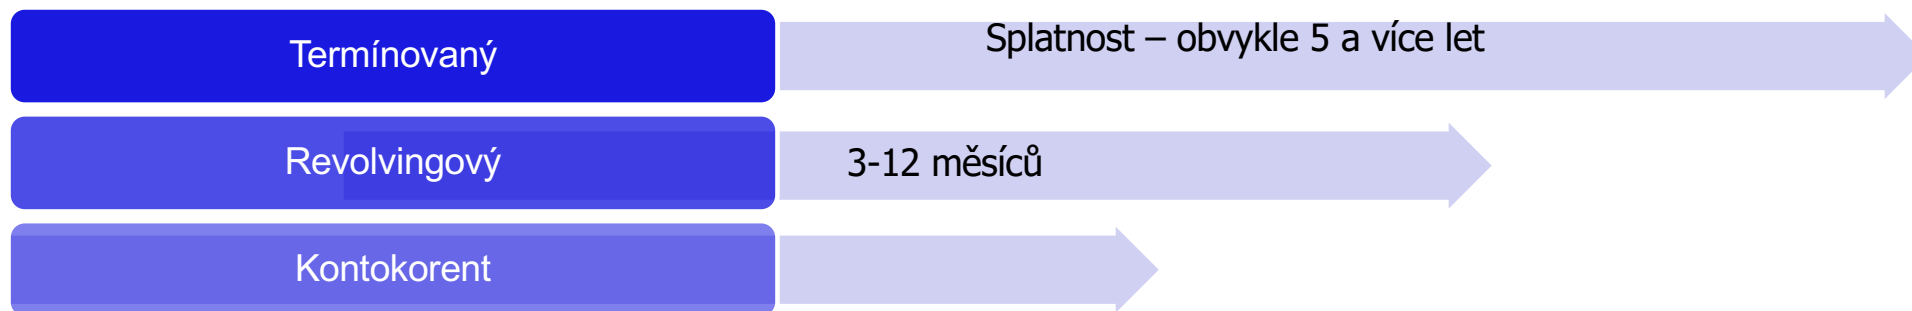 Termínovaný
Splatnost – obvykle 5 a více let
Revolvingový
3-12 měsíců
Kontokorent